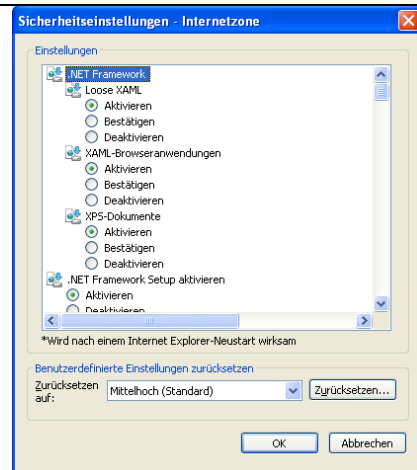 Sicherheitseinstellungen - Internetzone
Einstellungen
.NET Framework
Loose XAML
Aktivieren
Bestätigen
Deaktivieren
XAML-Browseranwendungen
Aktivieren
Bestätigen
Deaktivieren
XPS-Dokumente
Aktivieren
Bestätigen
Deaktivieren
.NET Framework Setup aktivieren
Aktivieren
Deaktivieren
*Wird nach einem Internet Explorer-Neustart wirksam
Benutzerdefinierte Einstellungen zurücksetzen
Zurücksetzen
auf:
Mittelhoch (Standard)
Zurücksetzen...
OK
Abbrechen